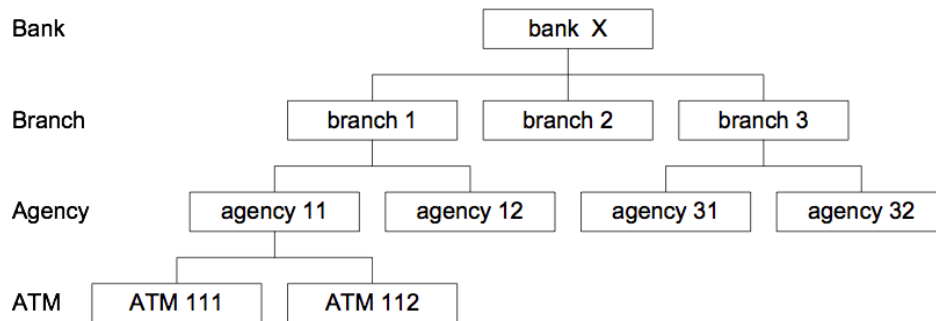 Bank bank X
Branch branch 1 branch 2 branch 3
Agency agency 11 agency 12 agency 31 agency 32
ATM ATM 111 ATM 112